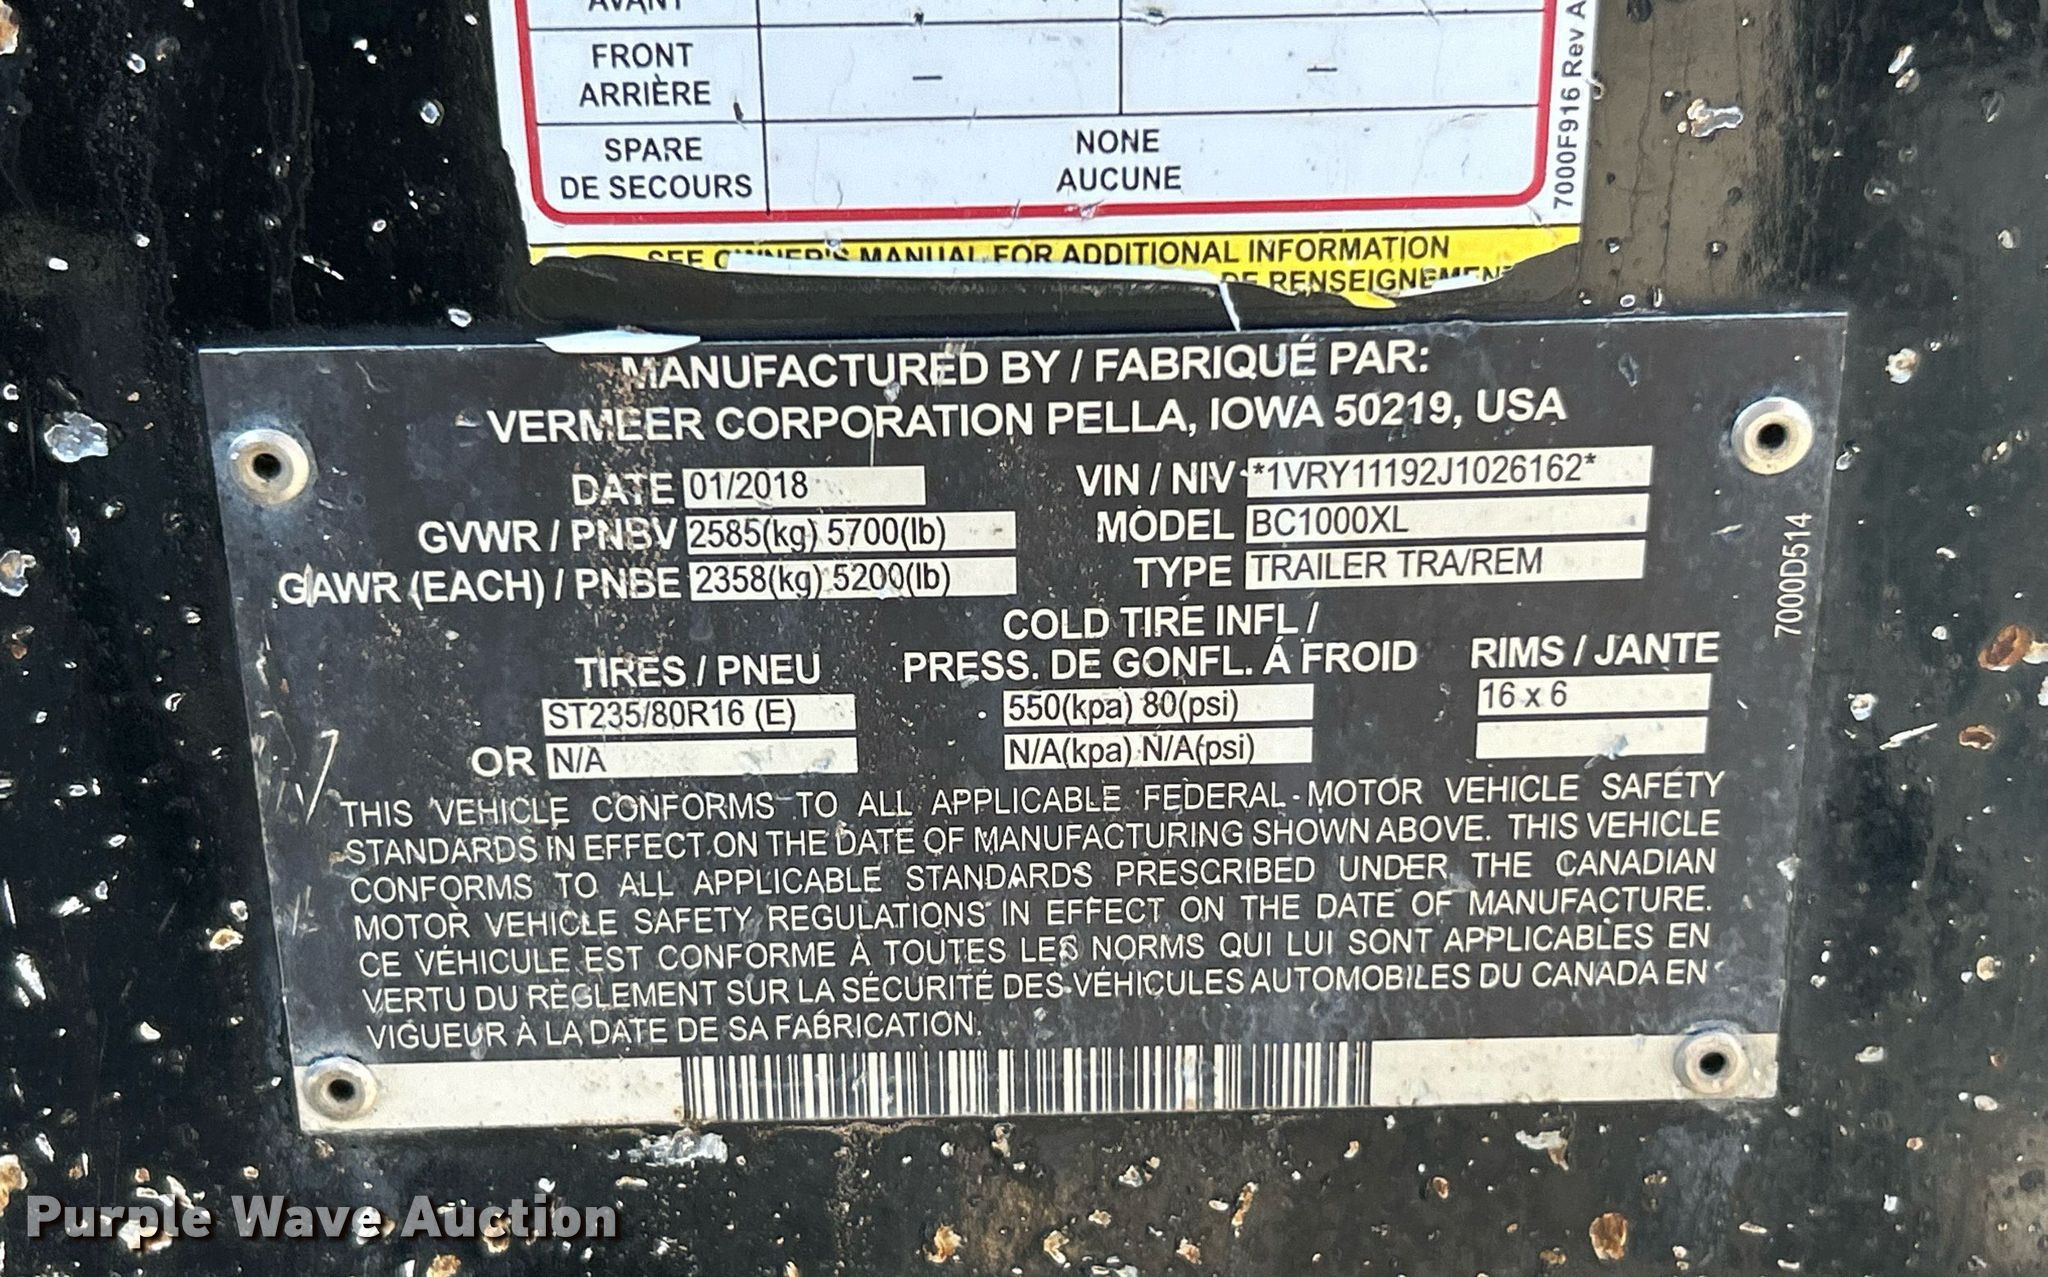 AVANT
FRONT
ARRIÈRE
—
—
SPARE
DE SECOURS
NONE
AUCUNE
7000F916 Rev A
SEE OWNER'S MANUAL FOR ADDITIONAL INFORMATION
DE RENSEIGNEMENT
MANUFACTURED BY / FABRIQUÉ PAR:
VERMEER CORPORATION PELLA, IOWA 50219, USA
DATE 01/2018
VIN / NIV *1VRY11192J1026162*
GVWR / PNBV 2585(kg) 5700(lb)
MODEL BC1000XL
GAWR (EACH) / PNBE 2358(kg) 5200(lb)
TYPE TRAILER TRA/REM
7000D514
TIRES / PNEU
COLD TIRE INFL /
PRESS. DE GONFL. Á FROID
RIMS / JANTE
ST235/80R16 (E)
550(kpa) 80(psi)
16 x 6
OR N/A
N/A(kpa) N/A(psi)
THIS VEHICLE CONFORMS TO ALL APPLICABLE FEDERAL MOTOR VEHICLE SAFETY
STANDARDS IN EFFECT ON THE DATE OF MANUFACTURING SHOWN ABOVE. THIS VEHICLE
CONFORMS TO ALL APPLICABLE STANDARDS PRESCRIBED UNDER THE CANADIAN
MOTOR VEHICLE SAFETY REGULATIONS IN EFFECT ON THE DATE OF MANUFACTURE.
CE VÉHICULE EST CONFORME À TOUTES LES NORMS QUI LUI SONT APPLICABLES EN
VERTU DU RÈGLEMENT SUR LA SÉCURITÉ DES VÉHICULES AUTOMOBILES DU CANADA EN
VIGUEUR À LA DATE DE SA FABRICATION.
Purple Wave Auction